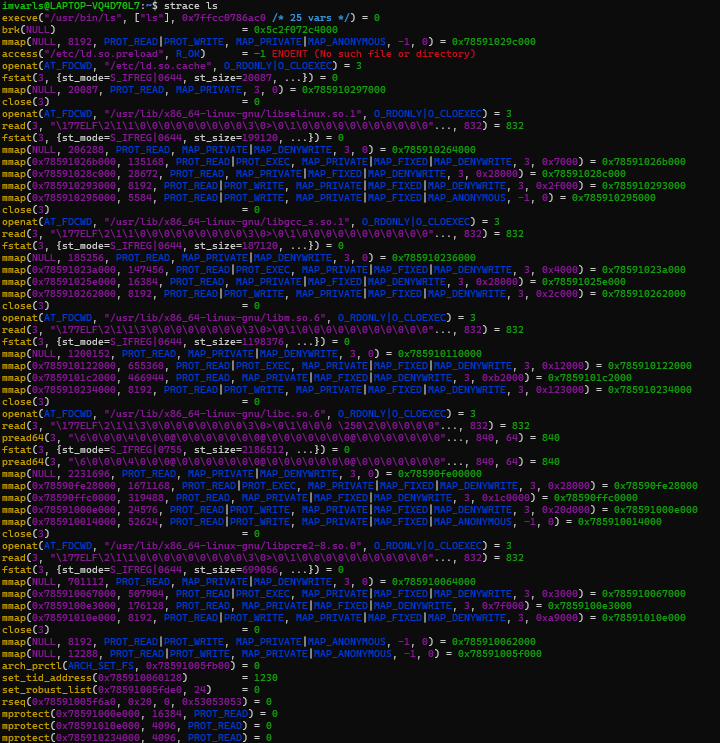 imvarls@LAPTOP-VQ4D70L7:~$ strace ls
execve("/usr/bin/ls", ["ls"], 0x7ffcc0786ac0 /* 25 vars */) = 0
brk(NULL)                               = 0x5c2f072c4000
mmap(NULL, 8192, PROT_READ|PROT_WRITE, MAP_PRIVATE|MAP_ANONYMOUS, -1, 0) = 0x78591029c000
access("/etc/ld.so.preload", R_OK)      = -1 ENOENT (No such file or directory)
openat(AT_FDCWD, "/etc/ld.so.cache", O_RDONLY|O_CLOEXEC) = 3
fstat(3, {st_mode=S_IFREG|0644, st_size=20087, ...}) = 0
mmap(NULL, 20087, PROT_READ, MAP_PRIVATE, 3, 0) = 0x785910297000
close(3)                                = 0
openat(AT_FDCWD, "/usr/lib/x86_64-linux-gnu/libselinux.so.1", O_RDONLY|O_CLOEXEC) = 3
read(3, "\177ELF\2\1\1\0\0\0\0\0\0\0\0\0\3\0>\0\1\0\0\0\0\0\0\0\0\0\0\0"..., 832) = 832
fstat(3, {st_mode=S_IFREG|0644, st_size=199120, ...}) = 0
mmap(NULL, 206288, PROT_READ, MAP_PRIVATE|MAP_DENYWRITE, 3, 0) = 0x785910264000
mmap(0x78591026b000, 135168, PROT_READ|PROT_EXEC, MAP_PRIVATE|MAP_FIXED|MAP_DENYWRITE, 3, 0x7000) = 0x78591026b000
mmap(0x78591028c000, 28672, PROT_READ, MAP_PRIVATE|MAP_FIXED|MAP_DENYWRITE, 3, 0x28000) = 0x78591028c000
mmap(0x785910293000, 8192, PROT_READ|PROT_WRITE, MAP_PRIVATE|MAP_FIXED|MAP_DENYWRITE, 3, 0x2f000) = 0x785910293000
mmap(0x785910295000, 5584, PROT_READ|PROT_WRITE, MAP_PRIVATE|MAP_FIXED|MAP_ANONYMOUS, -1, 0) = 0x785910295000
close(3)                                = 0
openat(AT_FDCWD, "/usr/lib/x86_64-linux-gnu/libgcc_s.so.1", O_RDONLY|O_CLOEXEC) = 3
read(3, "\177ELF\2\1\1\0\0\0\0\0\0\0\0\0\3\0>\0\1\0\0\0\0\0\0\0\0\0\0\0"..., 832) = 832
fstat(3, {st_mode=S_IFREG|0644, st_size=187120, ...}) = 0
mmap(NULL, 185256, PROT_READ, MAP_PRIVATE|MAP_DENYWRITE, 3, 0) = 0x785910236000
mmap(0x78591023a000, 147456, PROT_READ|PROT_EXEC, MAP_PRIVATE|MAP_FIXED|MAP_DENYWRITE, 3, 0x4000) = 0x78591023a000
mmap(0x78591025e000, 16384, PROT_READ, MAP_PRIVATE|MAP_FIXED|MAP_DENYWRITE, 3, 0x28000) = 0x78591025e000
mmap(0x785910262000, 8192, PROT_READ|PROT_WRITE, MAP_PRIVATE|MAP_FIXED|MAP_DENYWRITE, 3, 0x2c000) = 0x785910262000
close(3)                                = 0
openat(AT_FDCWD, "/usr/lib/x86_64-linux-gnu/libm.so.6", O_RDONLY|O_CLOEXEC) = 3
read(3, "\177ELF\2\1\1\3\0\0\0\0\0\0\0\0\3\0>\0\1\0\0\0\0\0\0\0\0\0\0\0"..., 832) = 832
fstat(3, {st_mode=S_IFREG|0644, st_size=1198376, ...}) = 0
mmap(NULL, 1200152, PROT_READ, MAP_PRIVATE|MAP_DENYWRITE, 3, 0) = 0x785910110000
mmap(0x785910122000, 655360, PROT_READ|PROT_EXEC, MAP_PRIVATE|MAP_FIXED|MAP_DENYWRITE, 3, 0x12000) = 0x785910122000
mmap(0x7859101c2000, 466944, PROT_READ, MAP_PRIVATE|MAP_FIXED|MAP_DENYWRITE, 3, 0xb2000) = 0x7859101c2000
mmap(0x785910234000, 8192, PROT_READ|PROT_WRITE, MAP_PRIVATE|MAP_FIXED|MAP_DENYWRITE, 3, 0x123000) = 0x785910234000
close(3)                                = 0
openat(AT_FDCWD, "/usr/lib/x86_64-linux-gnu/libc.so.6", O_RDONLY|O_CLOEXEC) = 3
read(3, "\177ELF\2\1\1\3\0\0\0\0\0\0\0\0\3\0>\0\1\0\0\0 \250\2\0\0\0\0\0"..., 832) = 832
pread64(3, "\6\0\0\0\4\0\0\0@\0\0\0\0\0\0\0@\0\0\0\0\0\0\0@\0\0\0\0\0\0\0"..., 840, 64) = 840
fstat(3, {st_mode=S_IFREG|0755, st_size=2186512, ...}) = 0
pread64(3, "\6\0\0\0\4\0\0\0@\0\0\0\0\0\0\0@\0\0\0\0\0\0\0@\0\0\0\0\0\0\0"..., 840, 64) = 840
mmap(NULL, 2231696, PROT_READ, MAP_PRIVATE|MAP_DENYWRITE, 3, 0) = 0x78590fe00000
mmap(0x78590fe28000, 1671168, PROT_READ|PROT_EXEC, MAP_PRIVATE|MAP_FIXED|MAP_DENYWRITE, 3, 0x28000) = 0x78590fe28000
mmap(0x78590ffc0000, 319488, PROT_READ, MAP_PRIVATE|MAP_FIXED|MAP_DENYWRITE, 3, 0x1c0000) = 0x78590ffc0000
mmap(0x78591000e000, 24576, PROT_READ|PROT_WRITE, MAP_PRIVATE|MAP_FIXED|MAP_DENYWRITE, 3, 0x20d000) = 0x78591000e000
mmap(0x785910014000, 52624, PROT_READ|PROT_WRITE, MAP_PRIVATE|MAP_FIXED|MAP_ANONYMOUS, -1, 0) = 0x785910014000
close(3)                                = 0
openat(AT_FDCWD, "/usr/lib/x86_64-linux-gnu/libpcre2-8.so.0", O_RDONLY|O_CLOEXEC) = 3
read(3, "\177ELF\2\1\1\0\0\0\0\0\0\0\0\0\3\0>\0\1\0\0\0\0\0\0\0\0\0\0\0"..., 832) = 832
fstat(3, {st_mode=S_IFREG|0644, st_size=699056, ...}) = 0
mmap(NULL, 701112, PROT_READ, MAP_PRIVATE|MAP_DENYWRITE, 3, 0) = 0x785910064000
mmap(0x785910067000, 507904, PROT_READ|PROT_EXEC, MAP_PRIVATE|MAP_FIXED|MAP_DENYWRITE, 3, 0x3000) = 0x785910067000
mmap(0x7859100e3000, 176128, PROT_READ, MAP_PRIVATE|MAP_FIXED|MAP_DENYWRITE, 3, 0x7f000) = 0x7859100e3000
mmap(0x78591010e000, 8192, PROT_READ|PROT_WRITE, MAP_PRIVATE|MAP_FIXED|MAP_DENYWRITE, 3, 0xa9000) = 0x78591010e000
close(3)                                = 0
mmap(NULL, 8192, PROT_READ|PROT_WRITE, MAP_PRIVATE|MAP_ANONYMOUS, -1, 0) = 0x785910062000
mmap(NULL, 12288, PROT_READ|PROT_WRITE, MAP_PRIVATE|MAP_ANONYMOUS, -1, 0) = 0x78591005f000
arch_prctl(ARCH_SET_FS, 0x78591005fb00) = 0
set_tid_address(0x785910060128)         = 1230
set_robust_list(0x78591005fde0, 24)     = 0
rseq(0x78591005f6a0, 0x20, 0, 0x53053053) = 0
mprotect(0x78591000e000, 16384, PROT_READ) = 0
mprotect(0x78591010e000, 4096, PROT_READ) = 0
mprotect(0x785910234000, 4096, PROT_READ) = 0